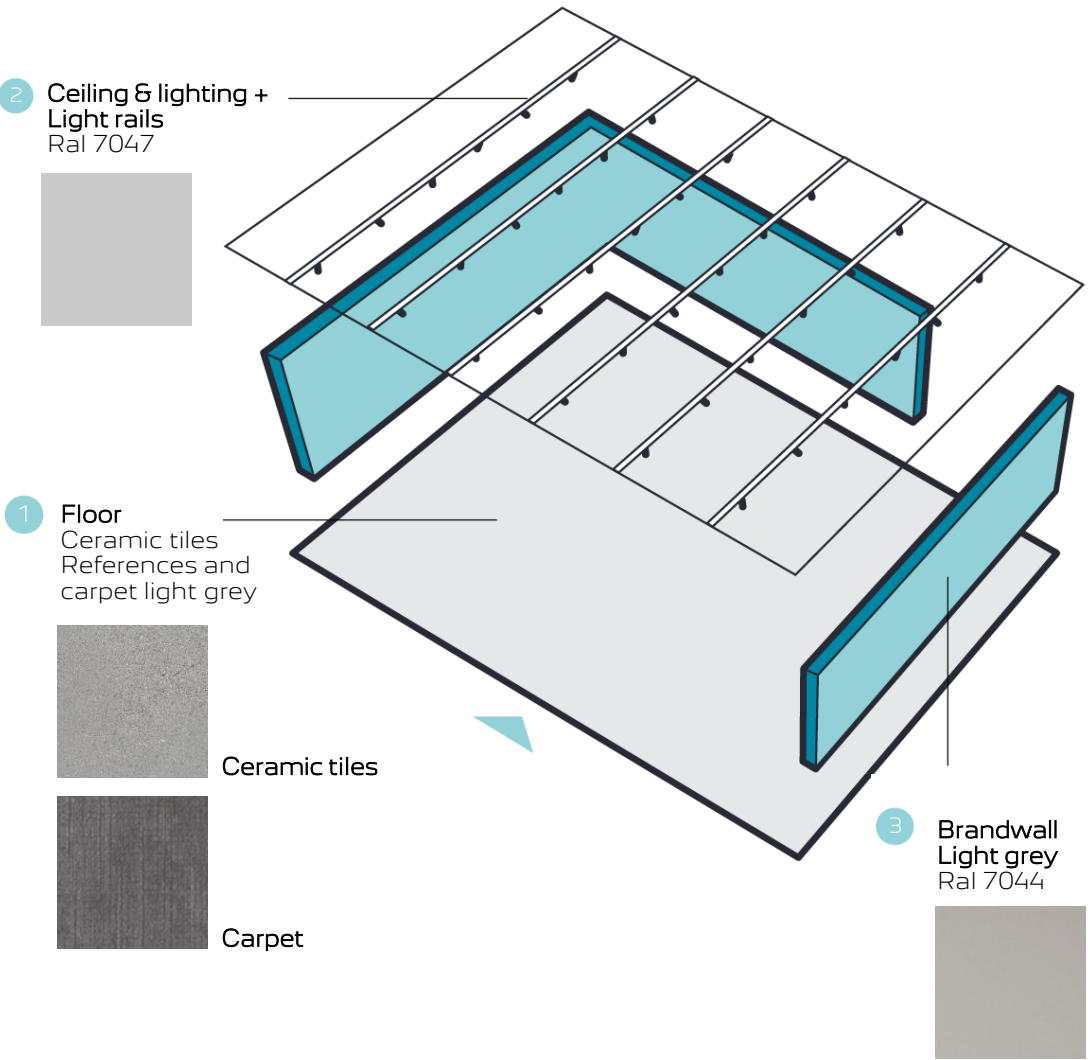 2
Ceiling & lighting +
Light rails
Ral 7047
1
Floor
Ceramic tiles
References and
carpet light grey
Ceramic tiles
Carpet
3
Brandwall
Light grey
Ral 7044